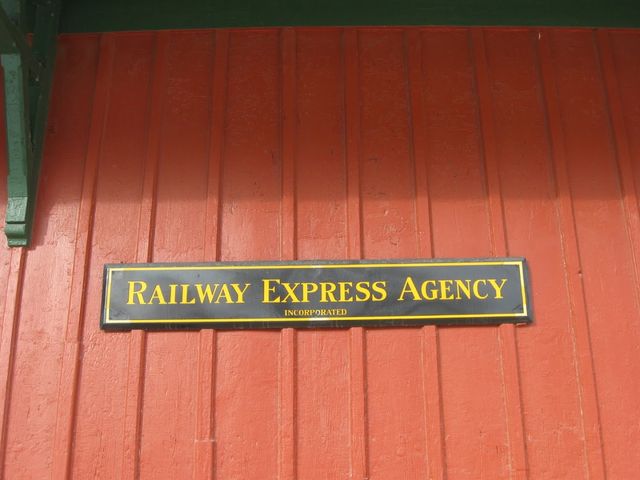 RAILWAY EXPRESS AGENCY
INCORPORATED